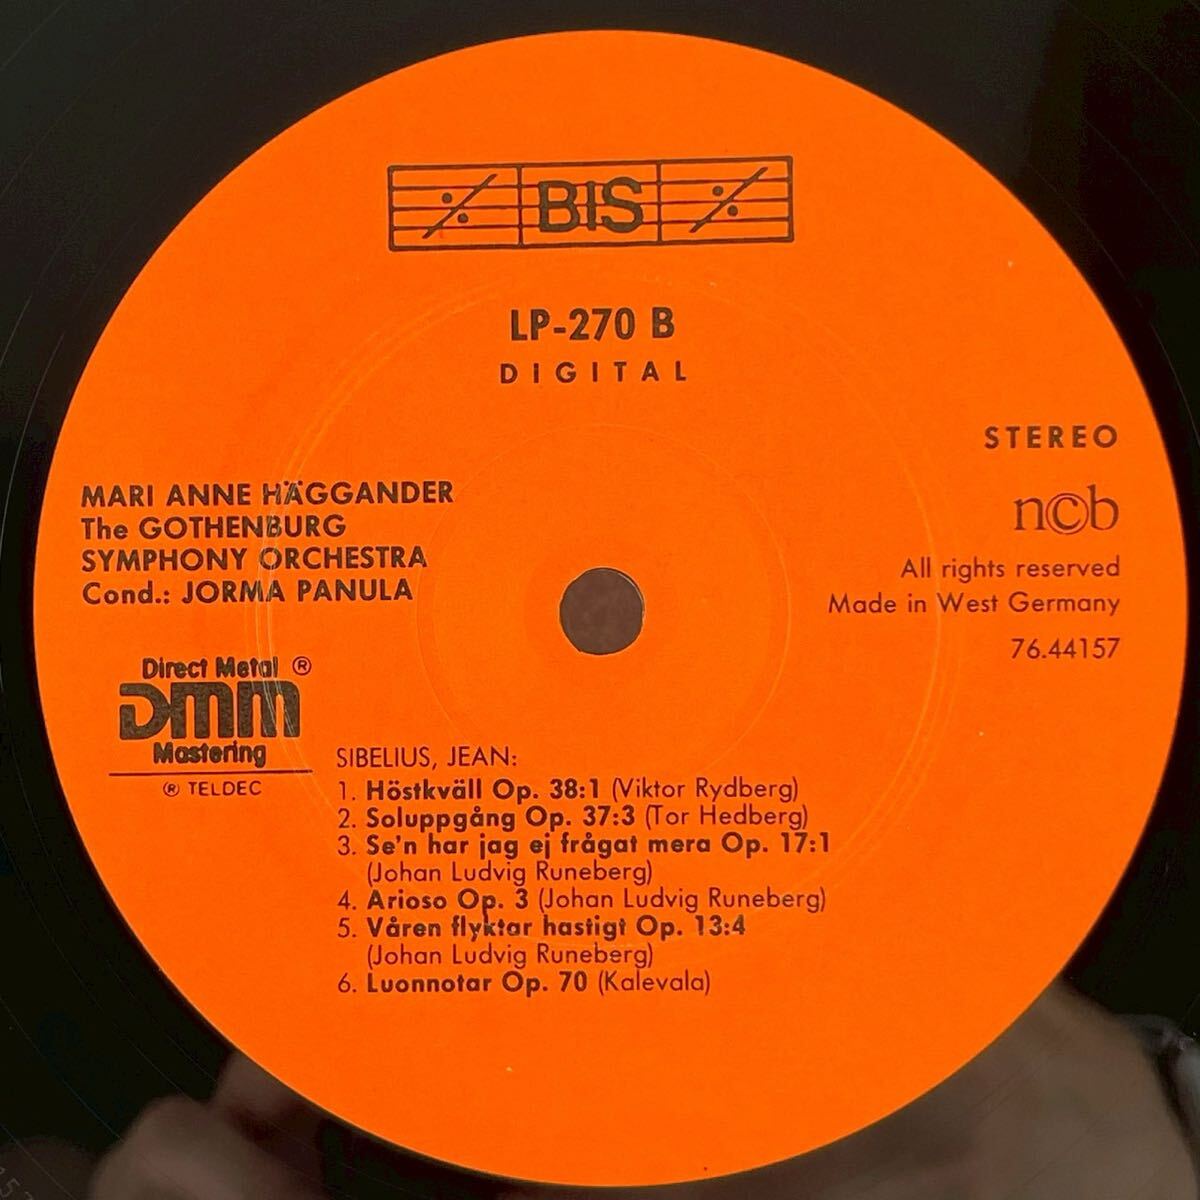 BIS
LP-270 B
DIGITAL
STEREO
ncb
All rights reserved
Made in West Germany
76.44157
MARI ANNE HÄGGANDER
The GOTHENBURG
SYMPHONY ORCHESTRA
Cond.: JORMA PANULA
Direct Metal ®
DMM
Mastering
® TELDEC
SIBELIUS, JEAN:
1. Höstkväll Op. 38:1 (Viktor Rydberg)
2. Soluppgång Op. 37:3 (Tor Hedberg)
3. Se'n har jag ej frågat mera Op. 17:1
(Johan Ludvig Runeberg)
4. Arioso Op. 3 (Johan Ludvig Runeberg)
5. Våren flyktar hastigt Op. 13:4
(Johan Ludvig Runeberg)
6. Luonnotar Op. 70 (Kalevala)